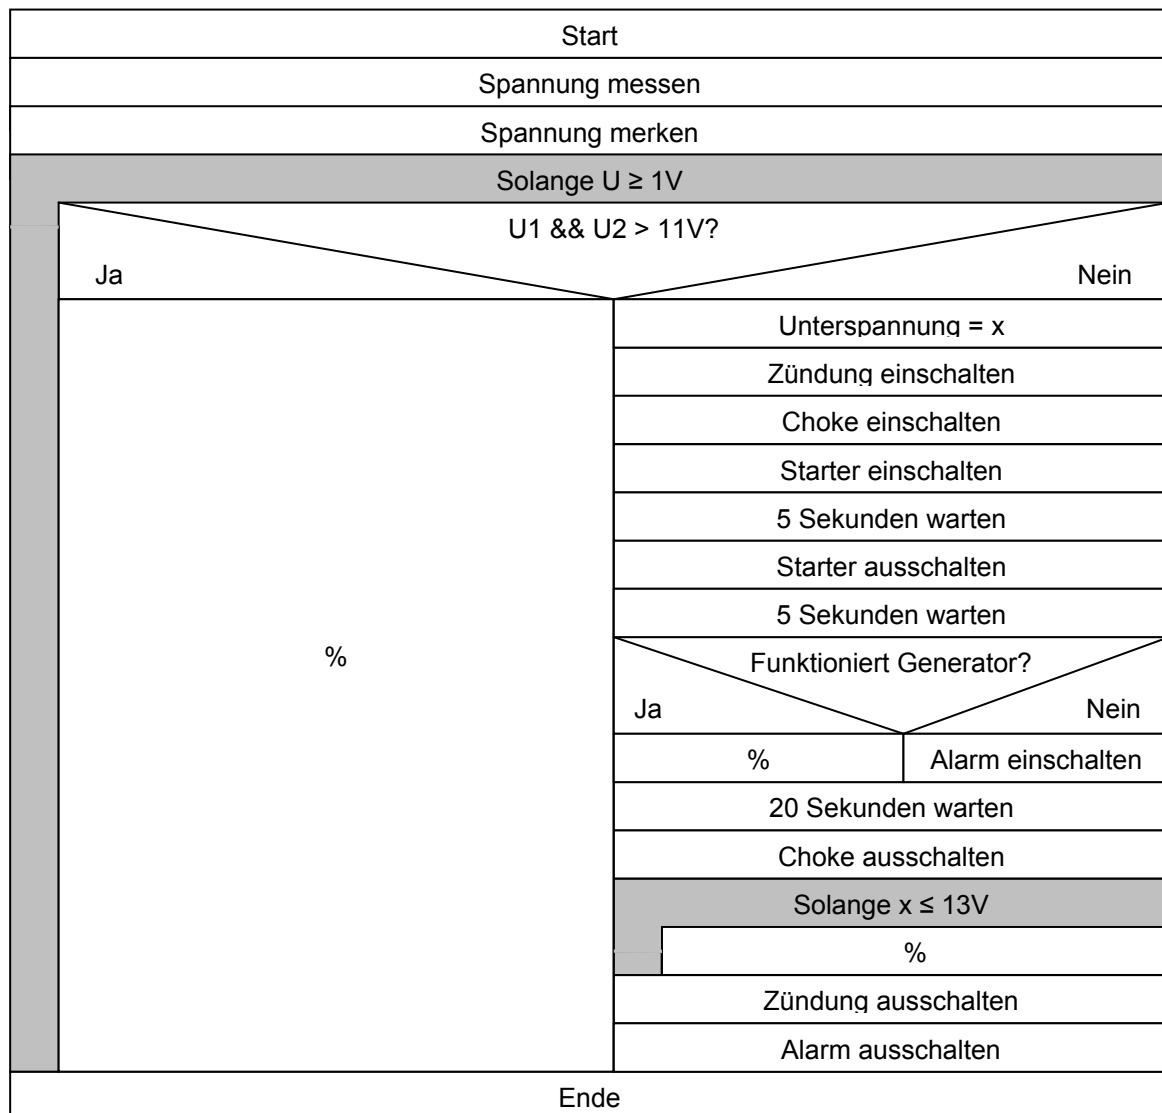 Start
Spannung messen
Spannung merken
Solange U ≥ 1V
U1 && U2 > 11V?
Ja
Nein
Unterspannung = x
Zündung einschalten
Choke einschalten
Starter einschalten
5 Sekunden warten
Starter ausschalten
5 Sekunden warten
%
Funktioniert Generator?
Ja
Nein
%
Alarm einschalten
20 Sekunden warten
Choke ausschalten
Solange x ≤ 13V
%
Zündung ausschalten
Alarm ausschalten
Ende